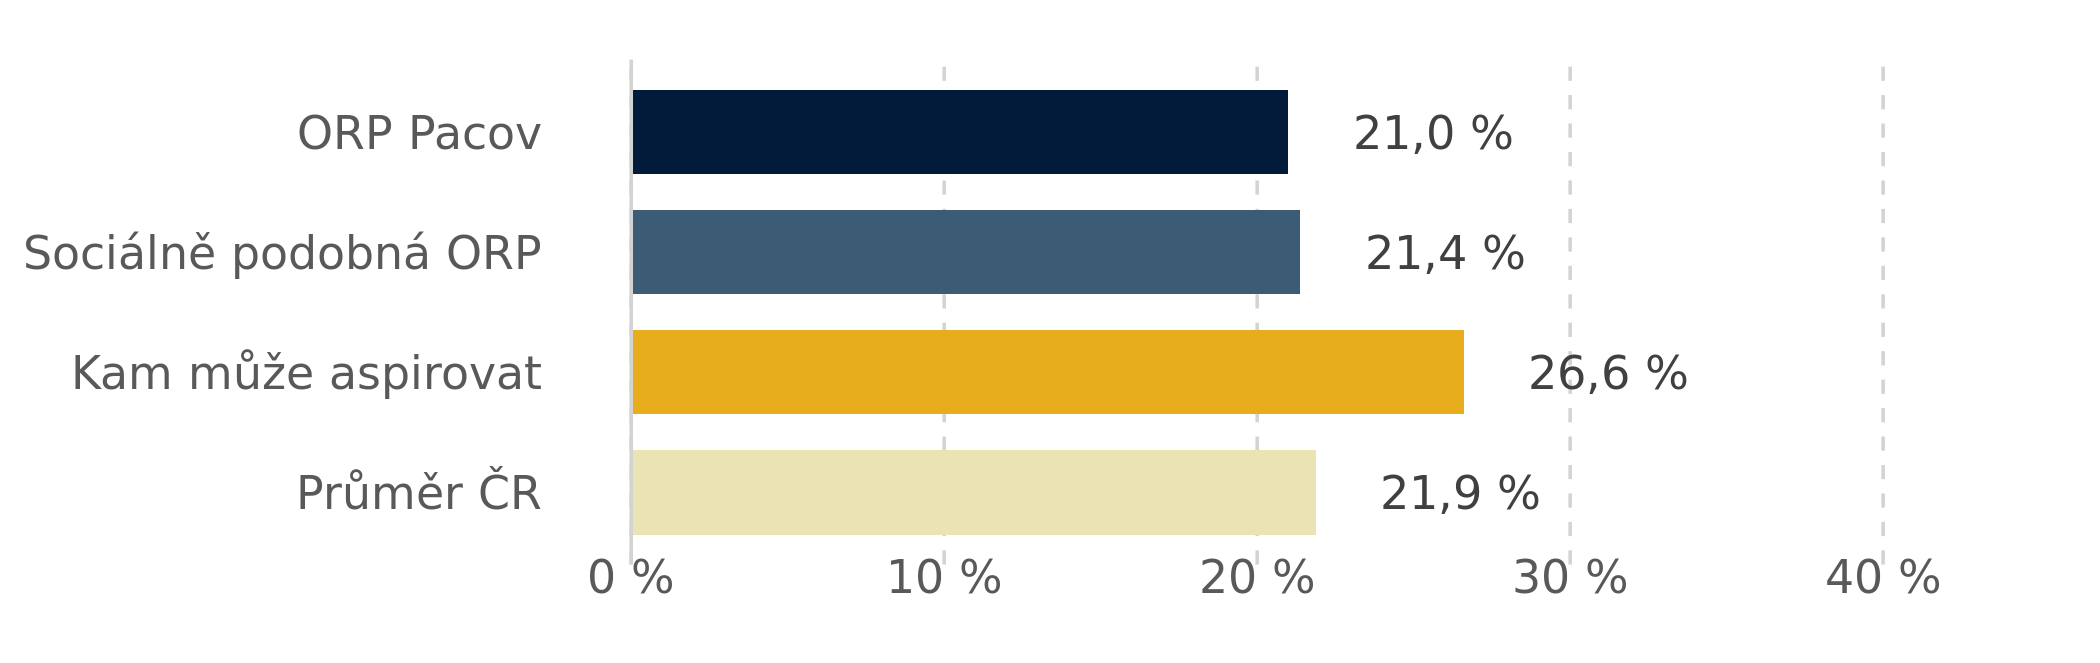 ORP Pacov 21,0 %
Sociálně podobná ORP 21,4 %
Kam může aspirovat 26,6 %
Průměr ČR 21,9 %
0 % 10 % 20 % 30 % 40 %